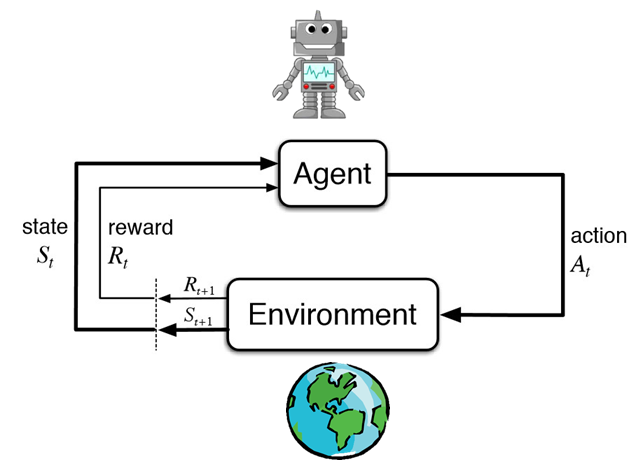 Agent
state
S_t
reward
R_t
action
A_t
R_{t+1}
S_{t+1}
Environment